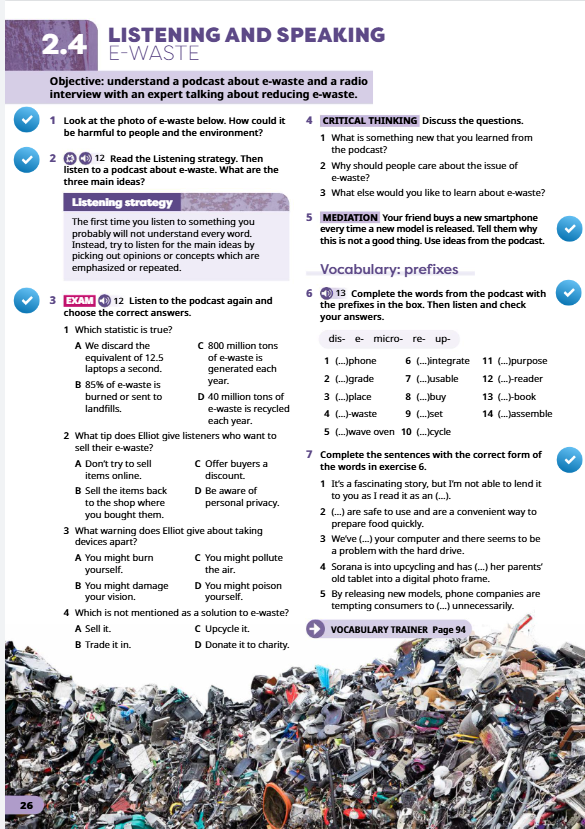 2.4
LISTENING AND SPEAKING
E-WASTE
Objective: understand a podcast about e-waste and a radio
interview with an expert talking about reducing e-waste.
1 Look at the photo of e-waste below. How could it
be harmful to people and the environment?
2 12 Read the Listening strategy. Then
listen to a podcast about e-waste. What are the
three main ideas?
Listening strategy
The first time you listen to something you
probably will not understand every word.
Instead, try to listen for the main ideas by
picking out opinions or concepts which are
emphasized or repeated.
3 EXAM 12 Listen to the podcast again and
choose the correct answers.
1 Which statistic is true?
A We discard the
equivalent of 12.5
laptops a second.
B 85% of e-waste is
burned or sent to
landfills.
C 800 million tons
of e-waste is
generated each
year.
D 40 million tons of
e-waste is recycled
each year.
2 What tip does Elliot give listeners who want to
sell their e-waste?
A Don't try to sell
items online.
B Sell the items back
to the shop where
you bought them.
C Offer buyers a
discount.
D Be aware of
personal privacy.
3 What warning does Elliot give about taking
devices apart?
A You might burn
yourself.
B You might damage
your vision.
C You might pollute
the air.
D You might poison
yourself.
4 Which is not mentioned as a solution to e-waste?
A Sell it.
B Trade it in.
C Upcycle it.
D Donate it to charity.
4 CRITICAL THINKING Discuss the questions.
1 What is something new that you learned from
the podcast?
2 Why should people care about the issue of
e-waste?
3 What else would you like to learn about e-waste?
5 MEDIATION Your friend buys a new smartphone
every time a new model is released. Tell them why
this is not a good thing. Use ideas from the podcast.
Vocabulary: prefixes
6 13 Complete the words from the podcast with
the prefixes in the box. Then listen and check
your answers.
dis- e- micro- re- up-
1 (...)phone
2 (...)grade
3 (...)place
4 (...)-waste
5 (...)wave oven
6 (...)integrate
7 (...)usable
8 (...)buy
9 (...)set
10 (...)cycle
11 (...)purpose
12 (...)-reader
13 (...)-book
14 (...)assemble
7 Complete the sentences with the correct form of
the words in exercise 6.
1 It's a fascinating story, but I'm not able to lend it
to you as I read it as an (...).
2 (...) are safe to use and are a convenient way to
prepare food quickly.
3 We've (...) your computer and there seems to be
a problem with the hard drive.
4 Sorana is into upcycling and has (...) her parents'
old tablet into a digital photo frame.
5 By releasing new models, phone companies are
tempting consumers to (...) unnecessarily.
VOCABULARY TRAINER Page 94
26